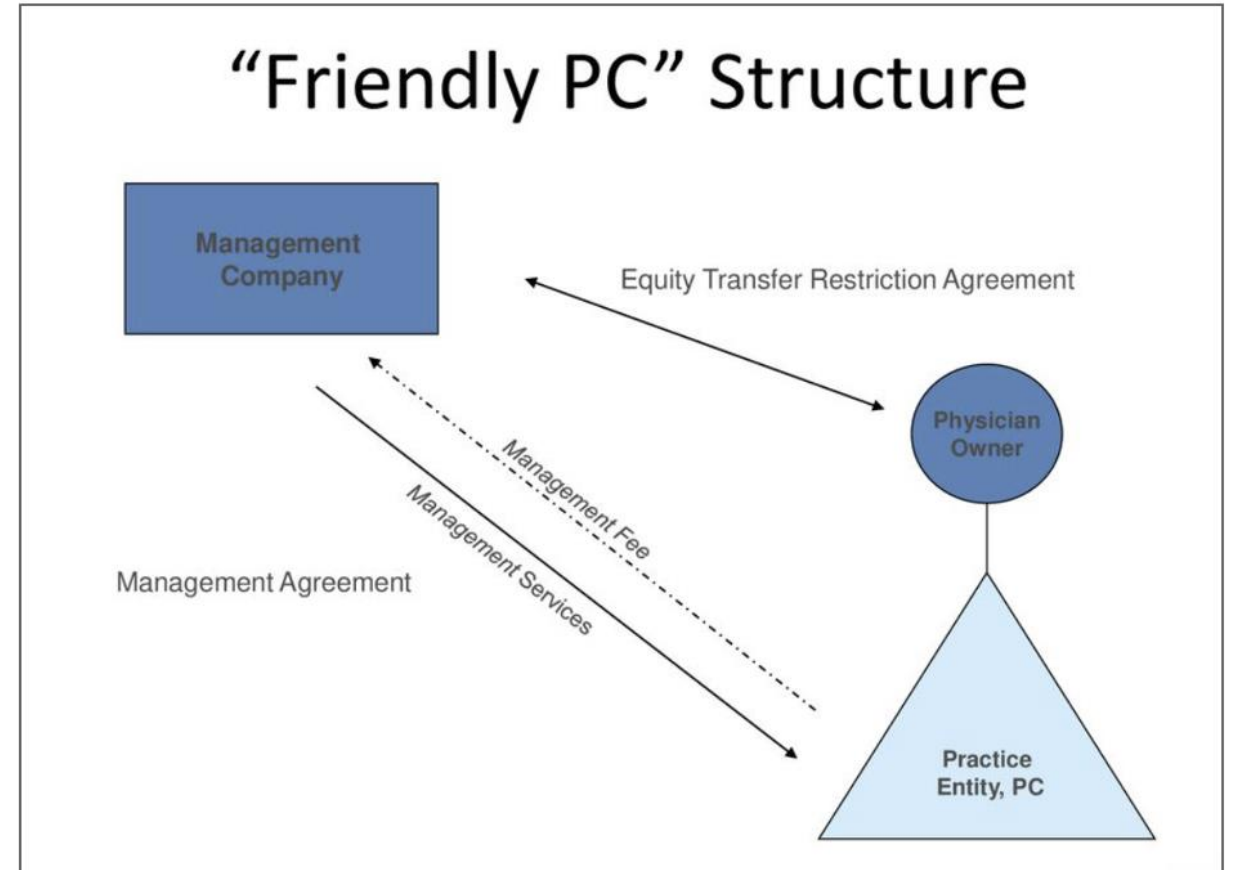 “Friendly PC” Structure
Management
Company
Equity Transfer Restriction Agreement
Physician
Owner
Management Fee
Management Services
Management Agreement
Practice
Entity, PC